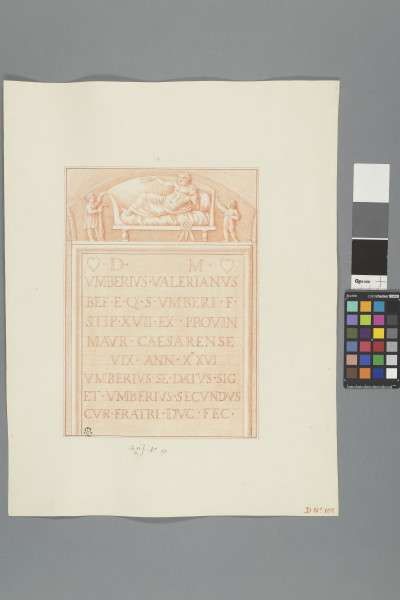 D · M ·
VMBERIVS · VALERIANVS
BEF · E · Q · S · VMBERI · F ·
STIP · XVII · EX · PROVIN
MAVR · CAESARENSE
VIX · ANN · XXVI
VMBERIVS · SE DATVS · SIG
ET · VMBERIVS · SECVNDVS
CVR · FRATRI · DVC · FEC ·